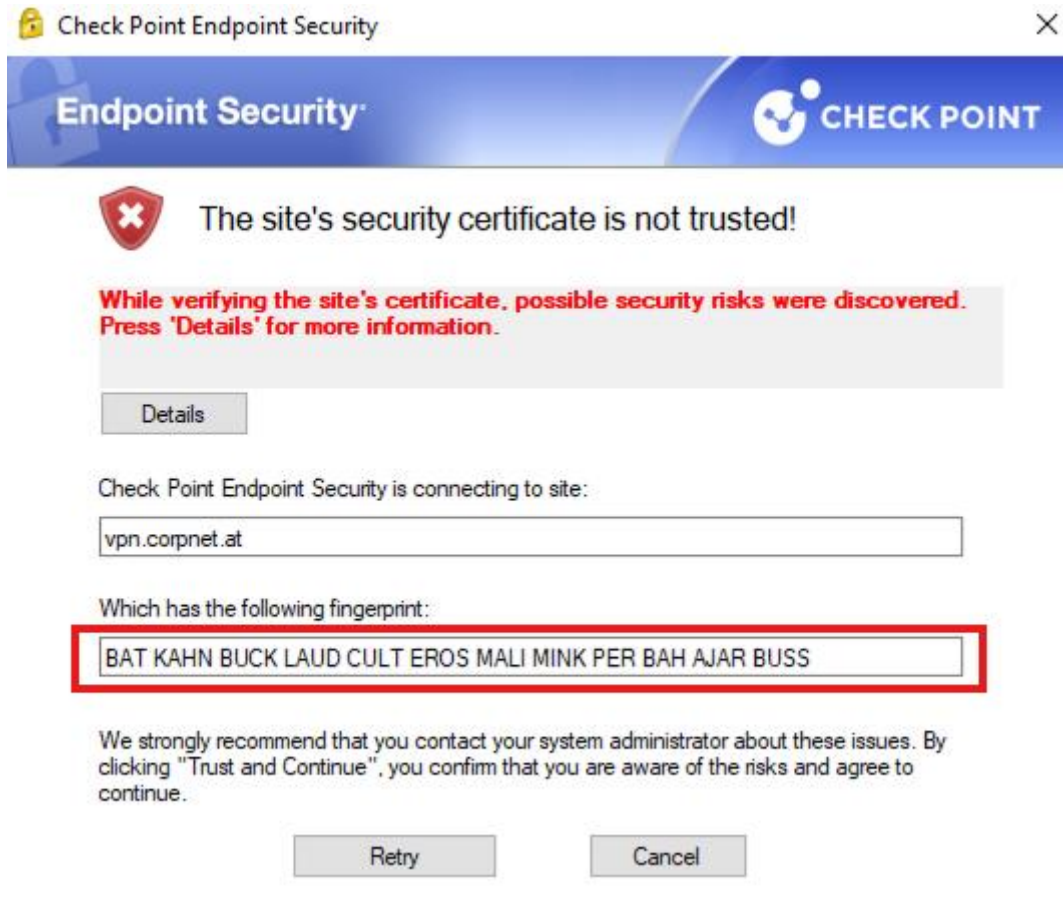 Check Point Endpoint Security
Endpoint Security
CHECK POINT
The site's security certificate is not trusted!
While verifying the site's certificate, possible security risks were discovered.
Press 'Details' for more information.
Details
Check Point Endpoint Security is connecting to site:
vpn.corpnet.at
Which has the following fingerprint:
BAT KAHN BUCK LAUD CULT EROS MALI MINK PER BAH AJAR BUSS
We strongly recommend that you contact your system administrator about these issues. By
clicking "Trust and Continue", you confirm that you are aware of the risks and agree to
continue.
Retry
Cancel